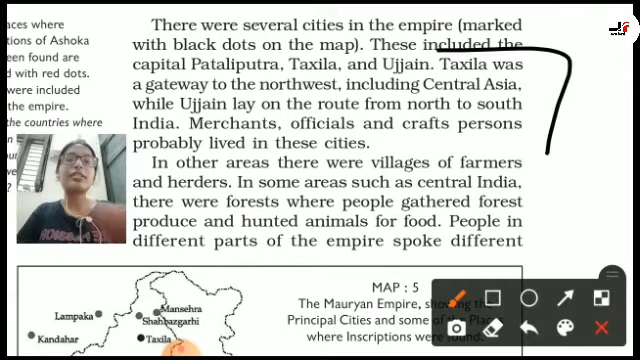 aces where
tions of Ashoka
een found are
d with red dots.
were included
the empire.
the countries where
There were several cities in the empire (marked
with black dots on the map). These included the
capital Pataliputra, Taxila, and Ujjain. Taxila was
a gateway to the northwest, including Central Asia,
while Ujjain lay on the route from north to south
India. Merchants, officials and crafts persons
probably lived in these cities.
In other areas there were villages of farmers
and herders. In some areas such as central India,
there were forests where people gathered forest
produce and hunted animals for food. People in
different parts of the empire spoke different
MAP : 5
The Mauryan Empire, showing the
Principal Cities and some of the Places
where Inscriptions were found.
Lampaka
Mansehra
Shahbazgarhi
Kandahar
Taxila